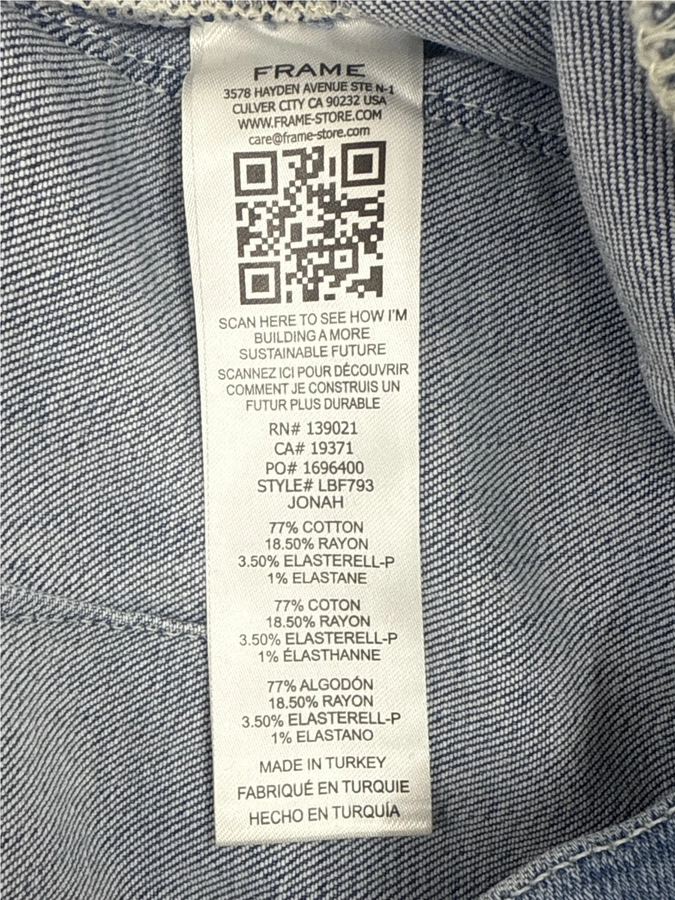 FRAME
3578 HAYDEN AVENUE STE N-1
CULVER CITY CA 90232 USA
WWW.FRAME-STORE.COM
care@frame-store.com
SCAN HERE TO SEE HOW I'M
BUILDING A MORE
SUSTAINABLE FUTURE
SCANNEZ ICI POUR DÉCOUVRIR
COMMENT JE CONSTRUIS UN
FUTUR PLUS DURABLE
RN# 139021
CA# 19371
PO# 1696400
STYLE# LBF793
JONAH
77% COTTON
18.50% RAYON
3.50% ELASTERELL-P
1% ELASTANE
77% COTON
18.50% RAYON
3.50% ELASTERELL-P
1% ÉLASTHANNE
77% ALGODÓN
18.50% RAYON
3.50% ELASTERELL-P
1% ELASTANO
MADE IN TURKEY
FABRIQUÉ EN TURQUIE
HECHO EN TURQUÍA